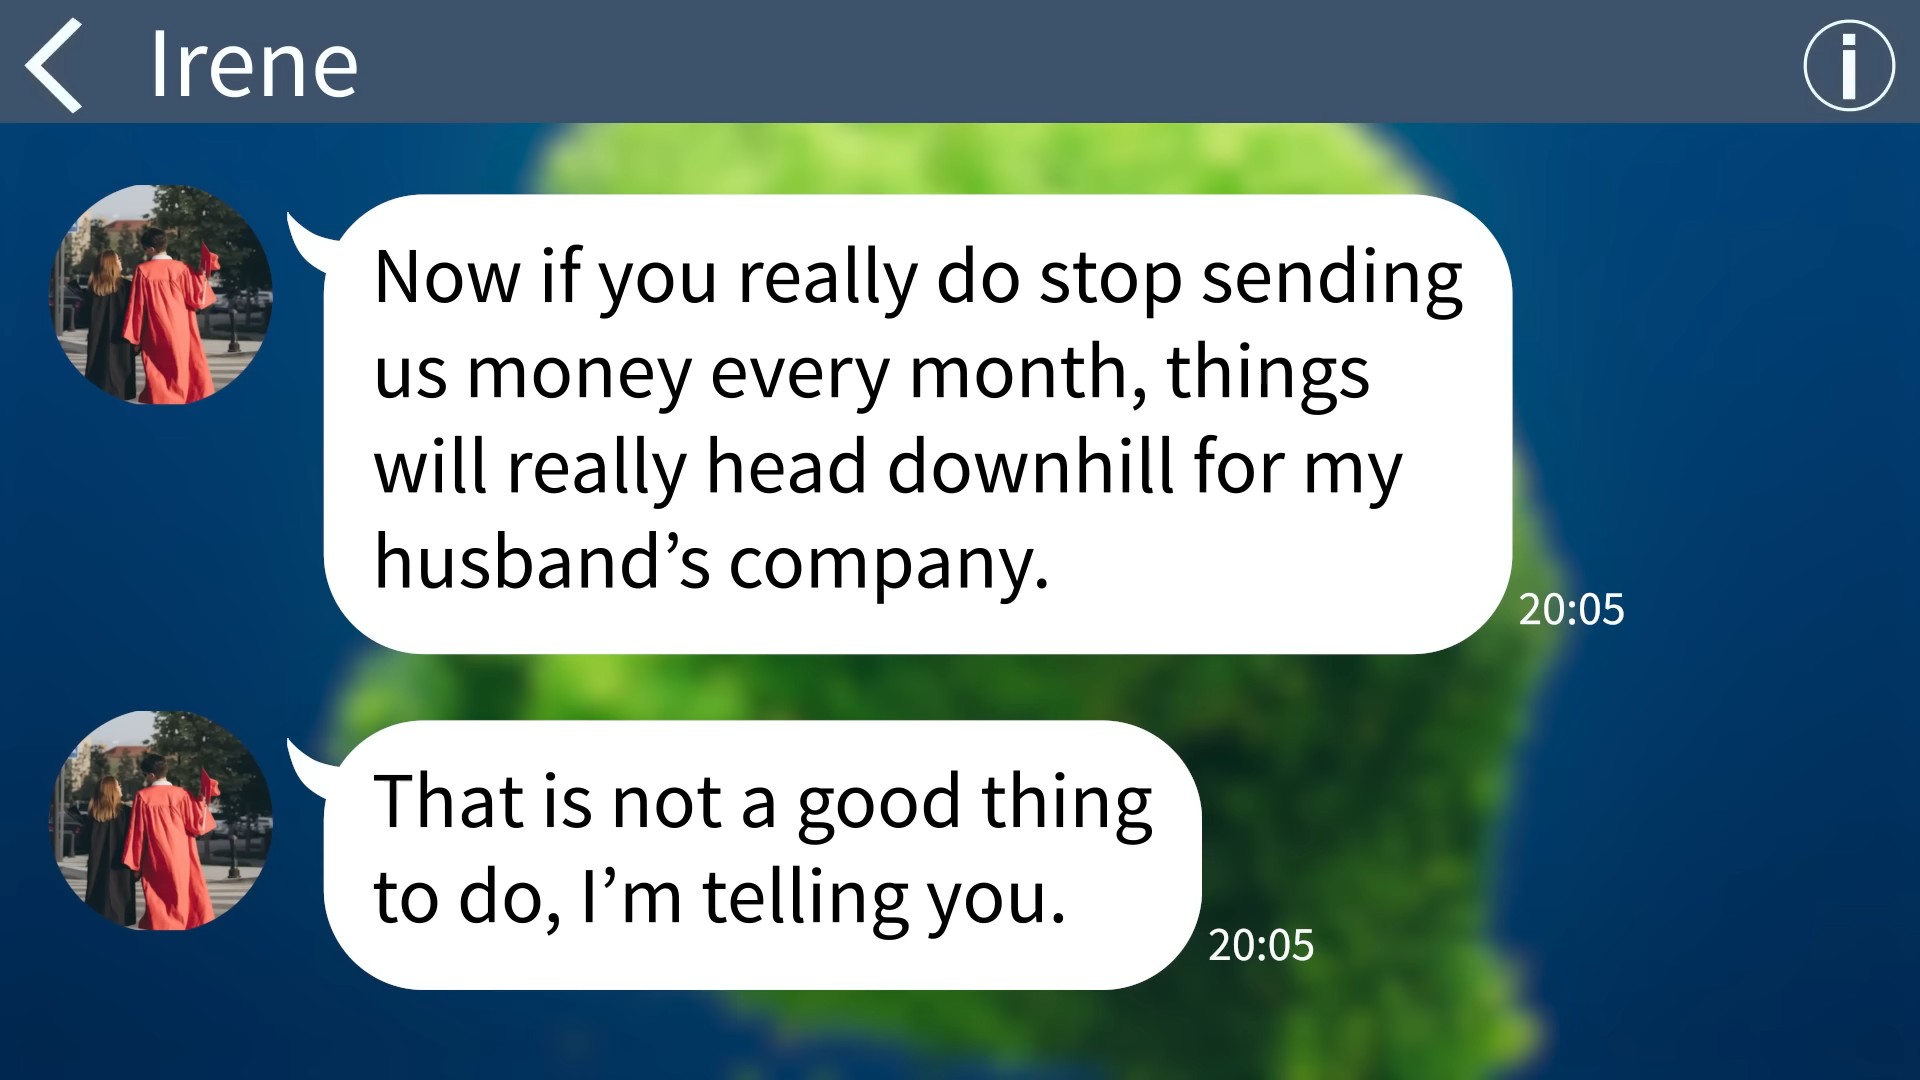 Irene
Now if you really do stop sending
us money every month, things
will really head downhill for my
husband’s company.
20:05
That is not a good thing
to do, I’m telling you.
20:05